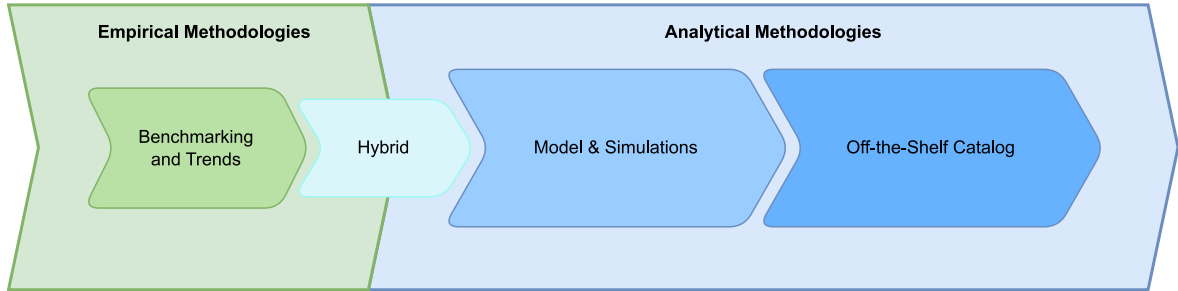 Empirical Methodologies
Analytical Methodologies
Benchmarking
and Trends
Hybrid
Model & Simulations
Off-the-Shelf Catalog